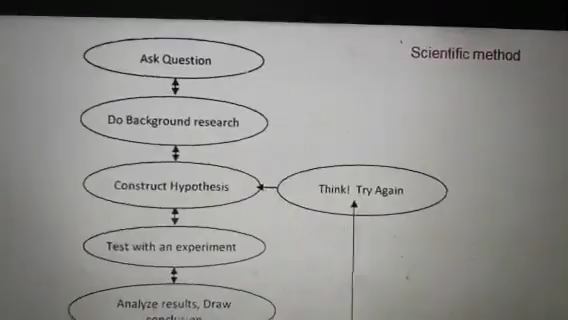 Scientific method
Ask Question
Do Background research
Construct Hypothesis
Think! Try Again
Test with an experiment
Analyze results, Draw
conclusion